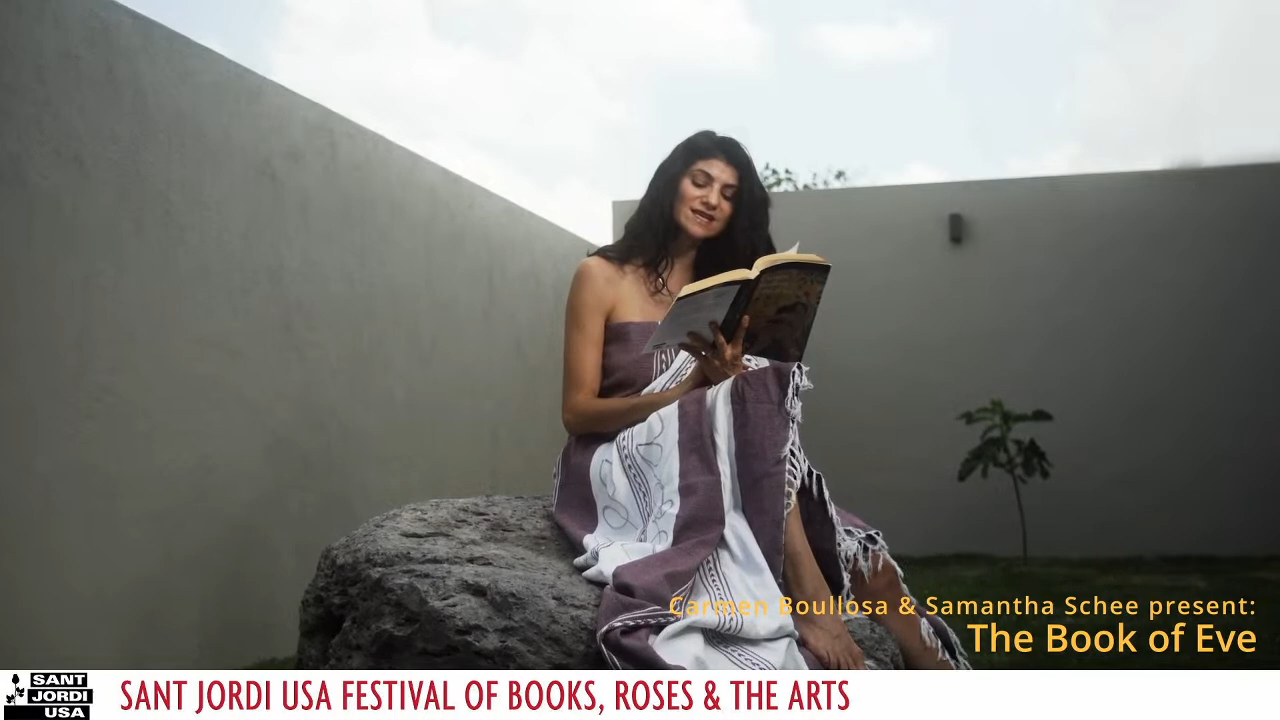 Carmen Boullosa & Samantha Schee present:
The Book of Eve
SANT
JORDI
USA
SANT JORDI USA FESTIVAL OF BOOKS, ROSES & THE ARTS